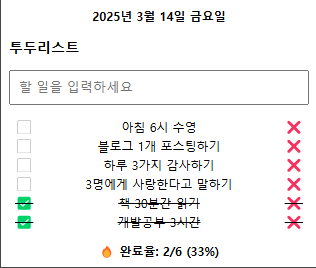 2025년 3월 14일 금요일
투두리스트
할 일을 입력하세요
아침 6시 수영
블로그 1개 포스팅하기
하루 3가지 감사하기
3명에게 사랑한다고 말하기
책 30분간 읽기
개발공부 3시간
🔥 완료율: 2/6 (33%)